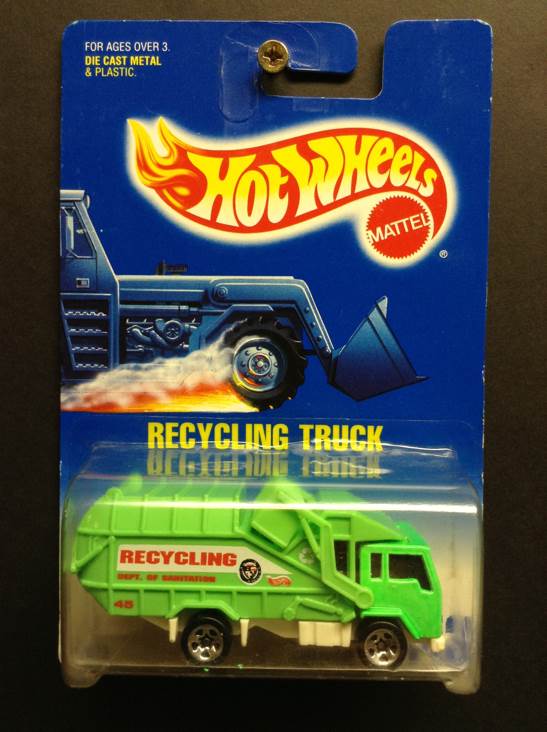 FOR AGES OVER 3.
DIE CAST METAL
& PLASTIC.
HOT WHEELS
MATTEL
®
RECYCLING TRUCK
RECYCLING
DEPT. OF SANITATION
45